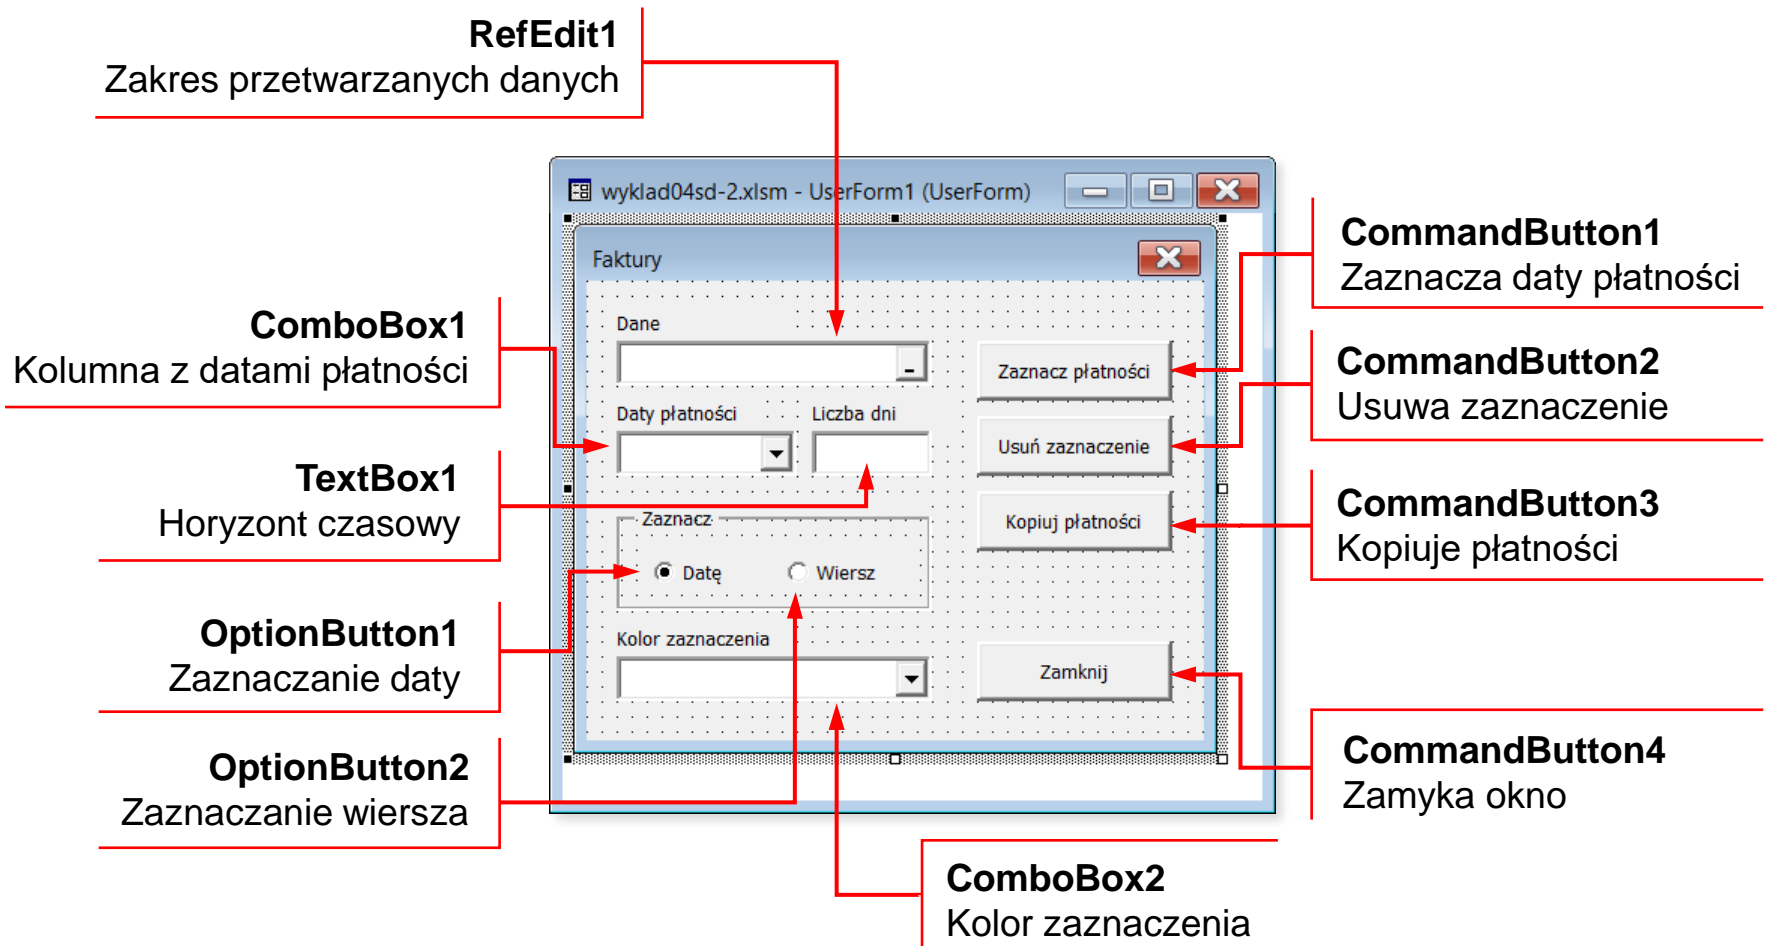 RefEdit1
Zakres przetwarzanych danych
wyklad04sd-2.xlsm - UserForm1 (UserForm)
Faktury
CommandButton1
Zaznacza daty płatności
ComboBox1
Kolumna z datami płatności
Dane
Zaznacz płatności
CommandButton2
Usuwa zaznaczenie
Daty płatności
Liczba dni
Usuń zaznaczenie
TextBox1
Horyzont czasowy
Zaznacz
Kopiuj płatności
CommandButton3
Kopiuje płatności
Datę
Wiersz
OptionButton1
Zaznaczanie daty
Kolor zaznaczenia
Zamknij
OptionButton2
Zaznaczanie wiersza
CommandButton4
Zamyka okno
ComboBox2
Kolor zaznaczenia